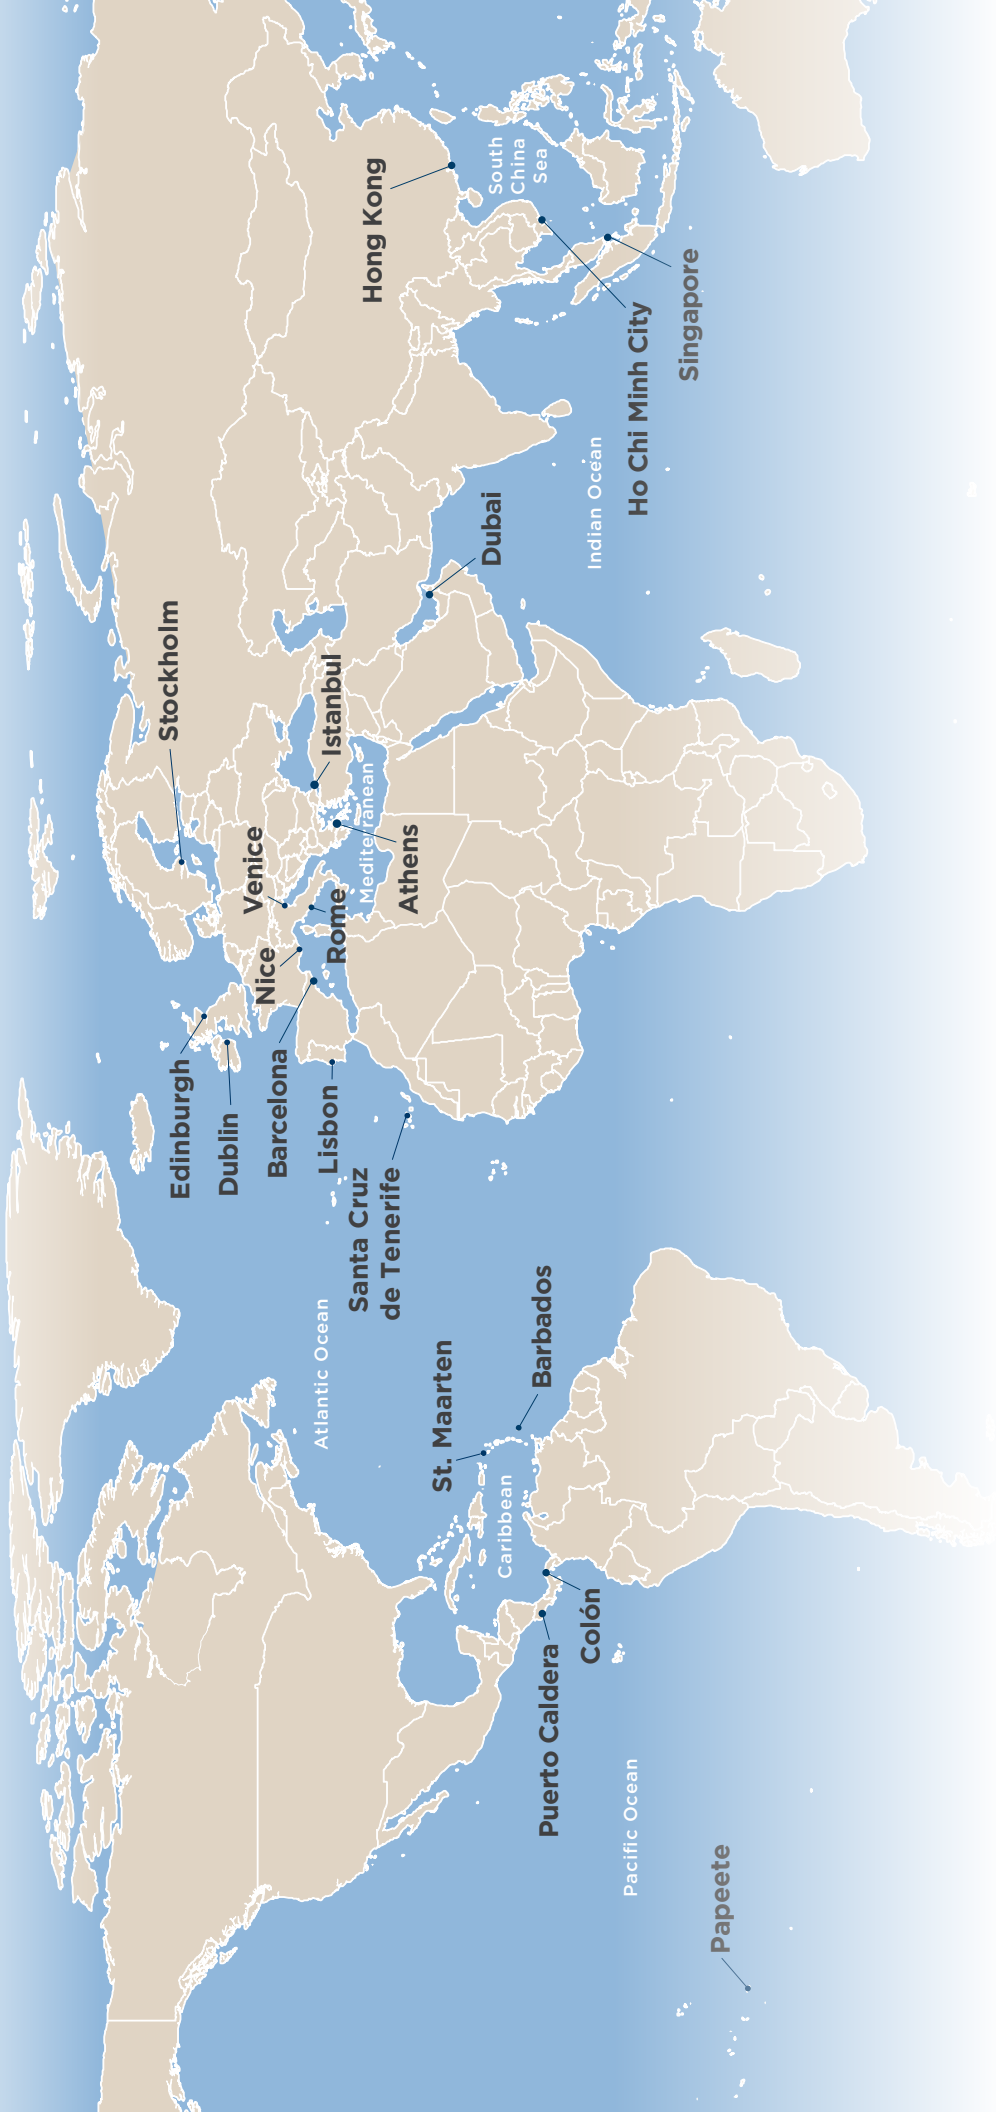 Stockholm
Edinburgh
Dublin
Venice
Nice
Barcelona
Istanbul
Rome
Lisbon
Mediterranean
Athens
Santa Cruz
de Tenerife
Atlantic Ocean
Hong Kong
Dubai
South
China
Sea
St. Maarten
Caribbean
Barbados
Puerto Caldera
Colón
Indian Ocean
Ho Chi Minh City
Singapore
Pacific Ocean
Papeete